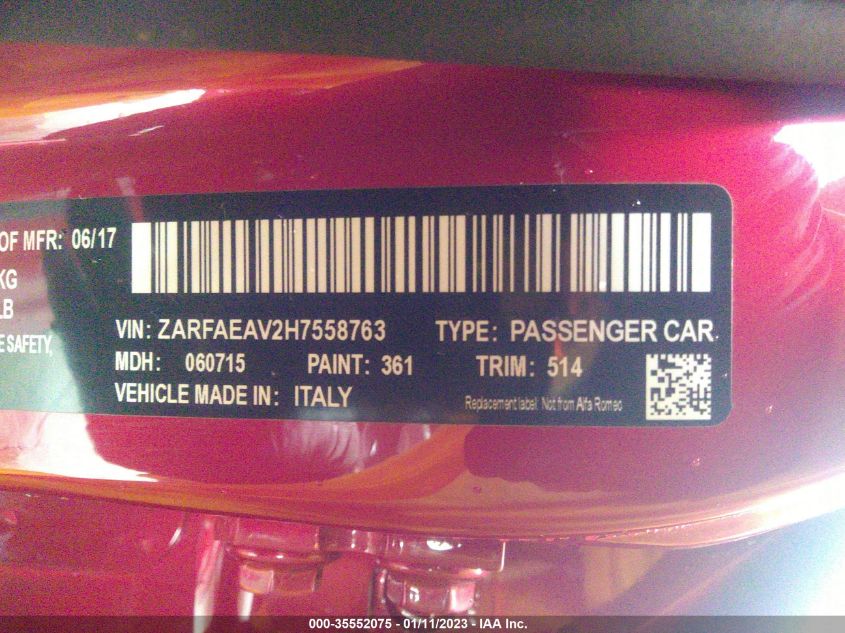 OF MFR: 06/17
KG
LB
E SAFETY,
VIN: ZARFAEAV2H7558763 TYPE: PASSENGER CAR
MDH: 060715 PAINT: 361 TRIM: 514
VEHICLE MADE IN: ITALY
Replacement label. Not from Alfa Romeo
000-35552075 - 01/11/2023 - IAA Inc.